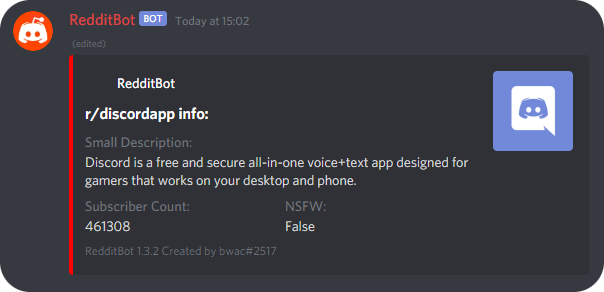 RedditBot BOT Today at 15:02
(edited)
RedditBot
r/discordapp info:
Small Description:
Discord is a free and secure all-in-one voice+text app designed for
gamers that works on your desktop and phone.
Subscriber Count: NSFW:
461308 False
RedditBot 1.3.2 Created by bwac#2517